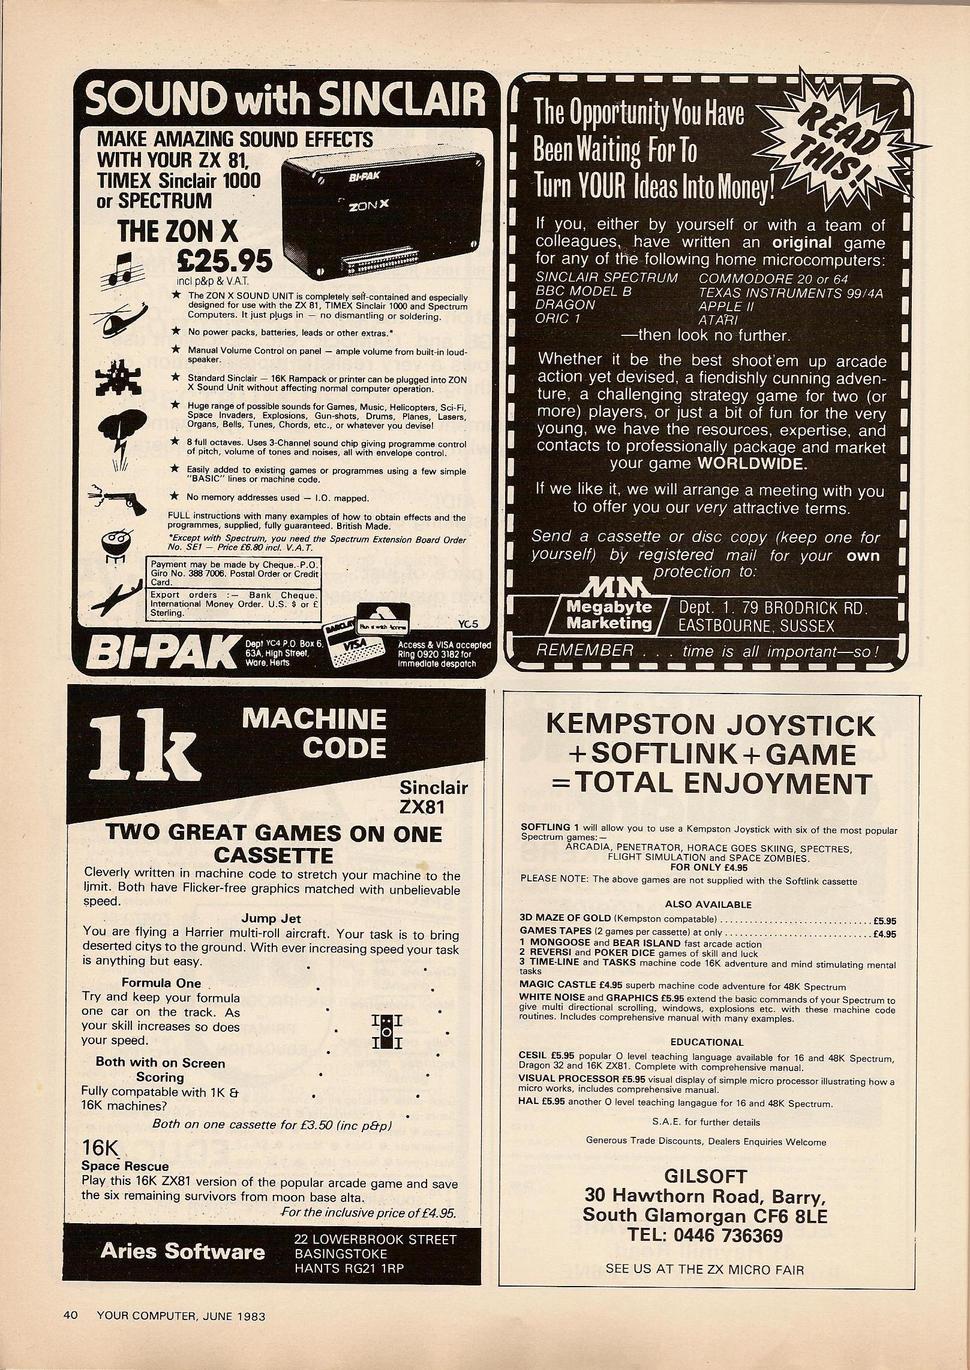 SOUND with SINCLAIR
MAKE AMAZING SOUND EFFECTS
WITH YOUR ZX 81,
TIMEX Sinclair 1000
or SPECTRUM
THE ZON X
£25.95
incl p&p & V.A.T.
BI-PAK
ZON X
★ The ZON X SOUND UNIT is completely self-contained and especially
designed for use with the ZX 81, TIMEX Sinclair 1000 and Spectrum
Computers. It just plugs in — no dismantling or soldering.
★ No power packs, batteries, leads or other extras.*
★ Manual Volume Control on panel — ample volume from built-in loud-
speaker.
★ Standard Sinclair — 16K Rampack or printer can be plugged into ZON
X Sound Unit without affecting normal computer operation.
★ Huge range of possible sounds for Games, Music, Helicopters, Sci-Fi,
Space Invaders, Explosions, Gun-shots, Drums, Planes, Lasers,
Organs, Bells, Tunes, Chords, etc., or whatever you devise!
★ 8 full octaves. Uses 3-Channel sound chip giving programme control
of pitch, volume of tones and noises, all with envelope control.
★ Easily added to existing games or programmes using a few simple
"BASIC" lines or machine code.
★ No memory addresses used — I.O. mapped.
FULL instructions with many examples of how to obtain effects and the
programmes, supplied, fully guaranteed. British Made.
*Except with Spectrum, you need the Spectrum Extension Board Order
No. SE1 — Price £6.80 incl. V.A.T.
Payment may be made by Cheque. P.O.
Giro No. 388 7006. Postal Order or Credit
Card.
Export orders :— Bank Cheque,
International Money Order. U.S. $ or £
Sterling.
BARCLAY
VISA
YC-5
BI-PAK
Dept YC4 P.O. Box 6,
63A, High Street,
Ware, Herts
Access & VISA accepted
Ring 0920 3182 for
immediate despatch
The Opportunity You Have
Been Waiting For To
Turn YOUR Ideas Into Money!
READ
THIS!
If you, either by yourself or with a team of
colleagues, have written an original game
for any of the following home microcomputers:
SINCLAIR SPECTRUM COMMODORE 20 or 64
BBC MODEL B TEXAS INSTRUMENTS 99/4A
DRAGON APPLE II
ORIC 1 ATARI
—then look no further.
Whether it be the best shoot'em up arcade
action yet devised, a fiendishly cunning adven-
ture, a challenging strategy game for two (or
more) players, or just a bit of fun for the very
young, we have the resources, expertise, and
contacts to professionally package and market
your game WORLDWIDE.
If we like it, we will arrange a meeting with you
to offer you our very attractive terms.
Send a cassette or disc copy (keep one for
yourself) by registered mail for your own
protection to:
MM
Megabyte
Marketing
Dept. 1. 79 BRODRICK RD.
EASTBOURNE, SUSSEX
REMEMBER . . . time is all important—so!
1k
MACHINE
CODE
Sinclair
ZX81
TWO GREAT GAMES ON ONE
CASSETTE
Cleverly written in machine code to stretch your machine to the
limit. Both have Flicker-free graphics matched with unbelievable
speed.
Jump Jet
You are flying a Harrier multi-roll aircraft. Your task is to bring
deserted citys to the ground. With ever increasing speed your task
is anything but easy.
Formula One
Try and keep your formula
one car on the track. As
your skill increases so does
your speed.
Both with on Screen
Scoring
Fully compatable with 1K &
16K machines?
Both on one cassette for £3.50 (inc p&p)
16K
Space Rescue
Play this 16K ZX81 version of the popular arcade game and save
the six remaining survivors from moon base alta.
For the inclusive price of £4.95.
Aries Software
22 LOWERBROOK STREET
BASINGSTOKE
HANTS RG21 1RP
KEMPSTON JOYSTICK
+SOFTLINK+GAME
=TOTAL ENJOYMENT
SOFTLING 1 will allow you to use a Kempston Joystick with six of the most popular
Spectrum games:—
ARCADIA, PENETRATOR, HORACE GOES SKIING, SPECTRES,
FLIGHT SIMULATION and SPACE ZOMBIES.
FOR ONLY £4.95
PLEASE NOTE: The above games are not supplied with the Softlink cassette
ALSO AVAILABLE
3D MAZE OF GOLD (Kempston compatable) . . . . . . . . . . £5.95
GAMES TAPES (2 games per cassette) at only . . . . . . . . . . £4.95
1 MONGOOSE and BEAR ISLAND fast arcade action
2 REVERSI and POKER DICE games of skill and luck
3 TIME-LINE and TASKS machine code 16K adventure and mind stimulating mental
tasks
MAGIC CASTLE £4.95 superb machine code adventure for 48K Spectrum
WHITE NOISE and GRAPHICS £5.95 extend the basic commands of your Spectrum to
give multi directional scrolling, windows, explosions etc. with these machine code
routines. Includes comprehensive manual with many examples.
EDUCATIONAL
CESIL £5.95 popular O level teaching language available for 16 and 48K Spectrum,
Dragon 32 and 16K ZX81. Complete with comprehensive manual.
VISUAL PROCESSOR £5.95 visual display of simple micro processor illustrating how a
micro works, includes comprehensive manual.
HAL £5.95 another O level teaching langague for 16 and 48K Spectrum.
S.A.E. for further details
Generous Trade Discounts, Dealers Enquiries Welcome
GILSOFT
30 Hawthorn Road, Barry,
South Glamorgan CF6 8LE
TEL: 0446 736369
SEE US AT THE ZX MICRO FAIR
40 YOUR COMPUTER, JUNE 1983